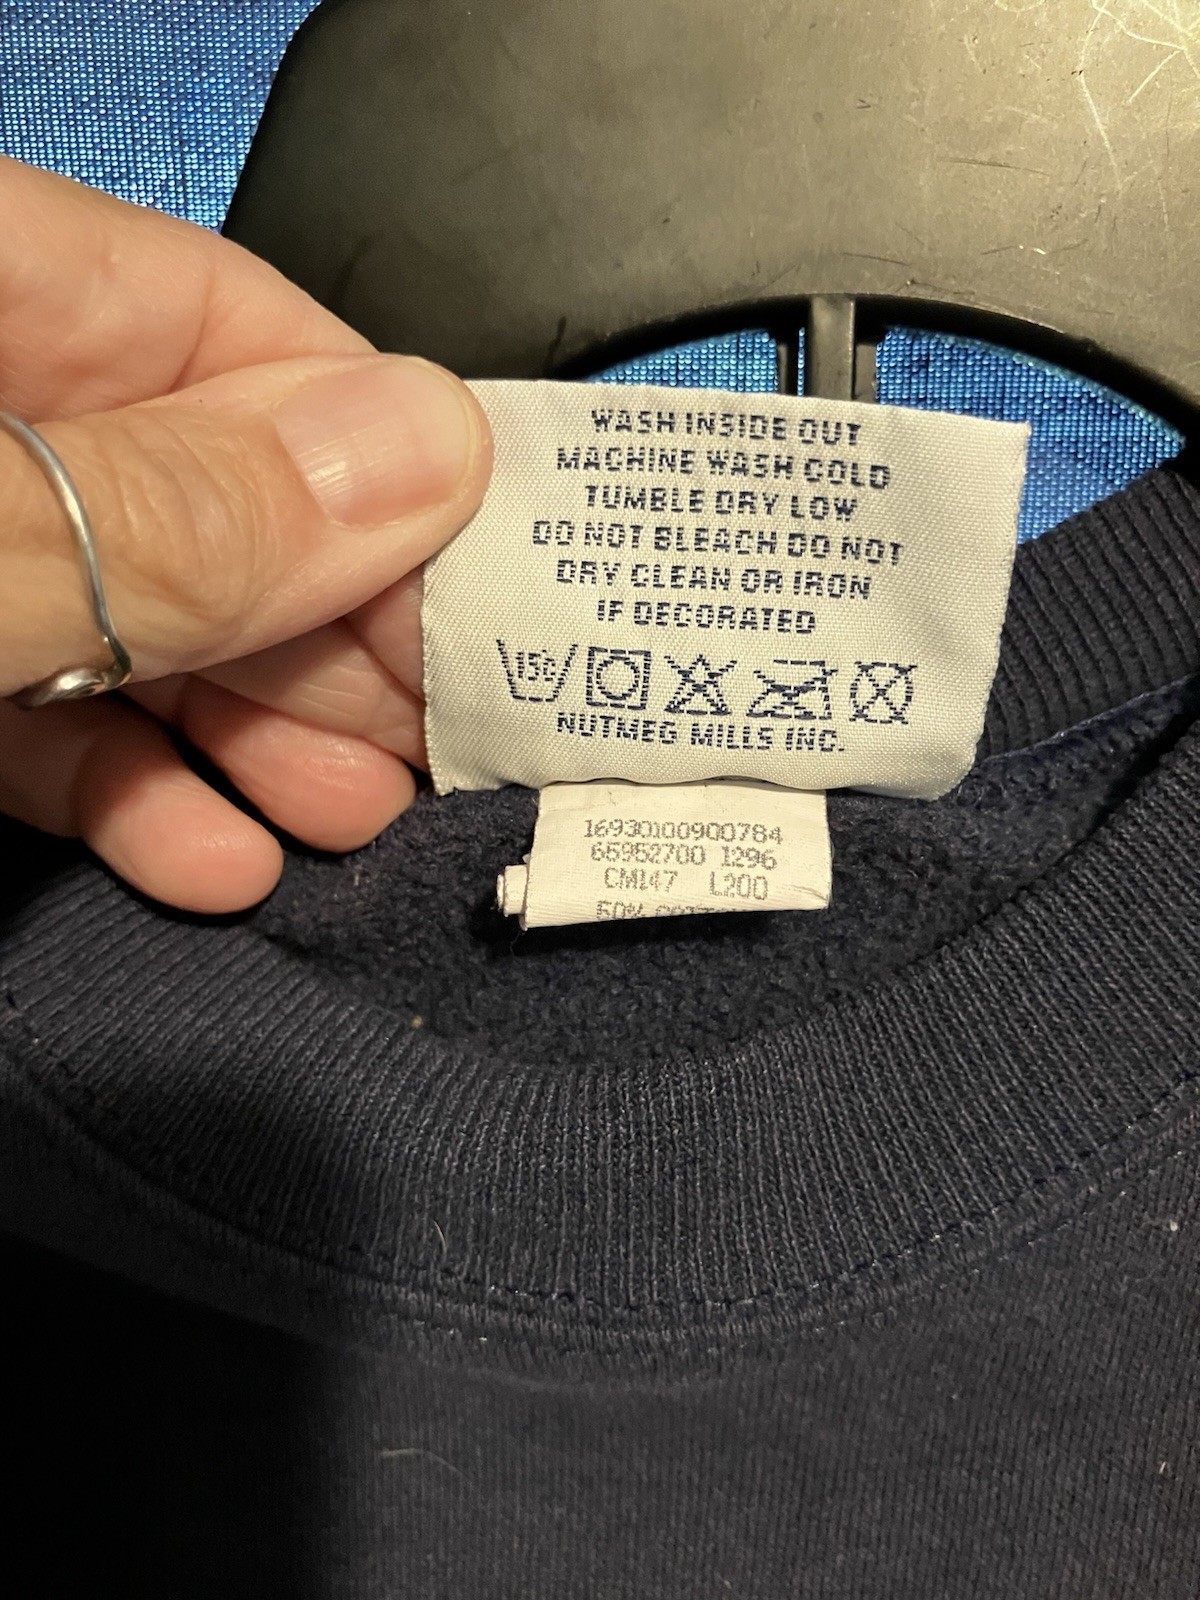 WASH INSIDE OUT
MACHINE WASH COLD
TUMBLE DRY LOW
DO NOT BLEACH DO NOT
DRY CLEAN OR IRON
IF DECORATED
15c
NUTMEG MILLS INC.
16930100900784
65952700 1296
CM147 L200